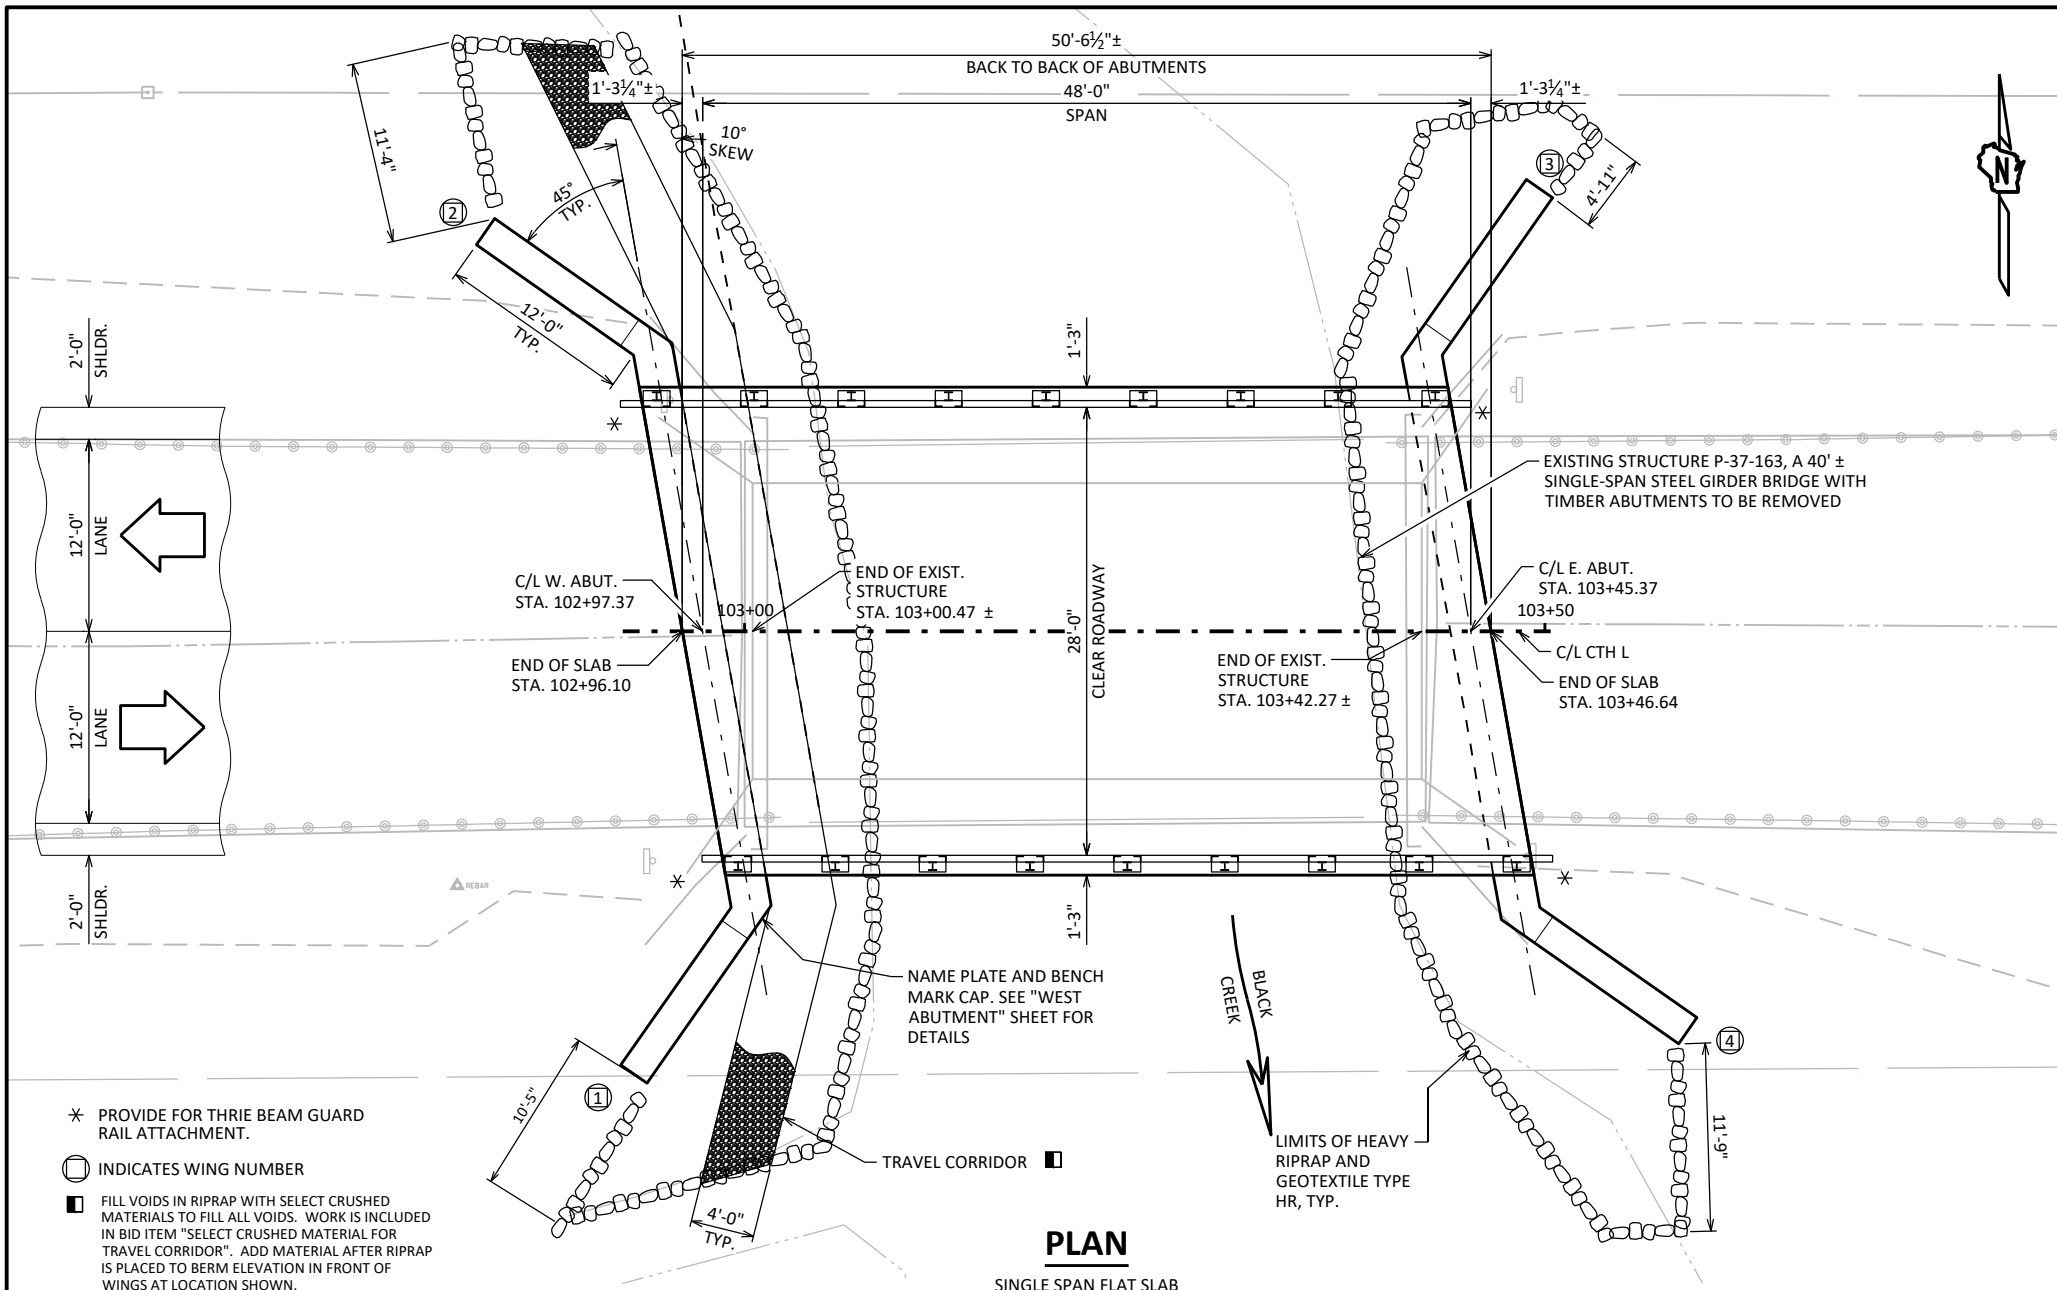 50'-6½"±
BACK TO BACK OF ABUTMENTS
1'-3¼"±
48'-0"
SPAN
1'-3¼"±
10°
SKEW
45°
TYP.
11'-4"
2
3
4'-11"
N
12'-0"
TYP.
2'-0"
SHLDR.
1'-3"
EXISTING STRUCTURE P-37-163, A 40' ±
SINGLE-SPAN STEEL GIRDER BRIDGE WITH
TIMBER ABUTMENTS TO BE REMOVED
12'-0"
LANE
C/L W. ABUT.
STA. 102+97.37
103+00
END OF EXIST.
STRUCTURE
STA. 103+00.47 ±
28'-0"
CLEAR ROADWAY
C/L E. ABUT.
STA. 103+45.37
103+50
END OF SLAB
STA. 102+96.10
END OF EXIST.
STRUCTURE
STA. 103+42.27 ±
C/L CTH L
END OF SLAB
STA. 103+46.64
12'-0"
LANE
2'-0"
SHLDR.
REBAR
1'-3"
NAME PLATE AND BENCH
MARK CAP. SEE "WEST
ABUTMENT" SHEET FOR
DETAILS
BLACK
CREEK
4
1
10'-5"
11'-9"
LIMITS OF HEAVY
RIPRAP AND
GEOTEXTILE TYPE
HR, TYP.
TRAVEL CORRIDOR
4'-0"
TYP.
PROVIDE FOR THRIE BEAM GUARD
RAIL ATTACHMENT.
INDICATES WING NUMBER
FILL VOIDS IN RIPRAP WITH SELECT CRUSHED
MATERIALS TO FILL ALL VOIDS. WORK IS INCLUDED
IN BID ITEM "SELECT CRUSHED MATERIAL FOR
TRAVEL CORRIDOR". ADD MATERIAL AFTER RIPRAP
IS PLACED TO BERM ELEVATION IN FRONT OF
WINGS AT LOCATION SHOWN.
PLAN
SINGLE SPAN FLAT SLAB